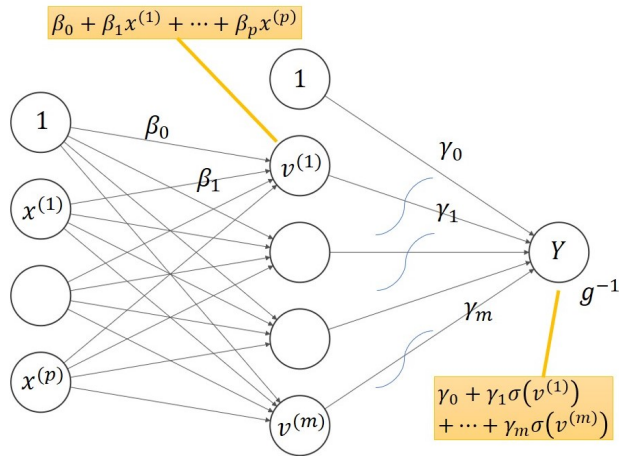 β₀ + β₁x⁽¹⁾ + ⋯ + βₚx⁽ᵖ⁾
1
1
β₀
γ₀
v⁽¹⁾
β₁
x⁽¹⁾
γ₁
Y
g⁻¹
γₘ
x⁽ᵖ⁾
γ₀ + γ₁σ(v⁽¹⁾)
+ ⋯ + γₘσ(v⁽ᵐ⁾)
v⁽ᵐ⁾